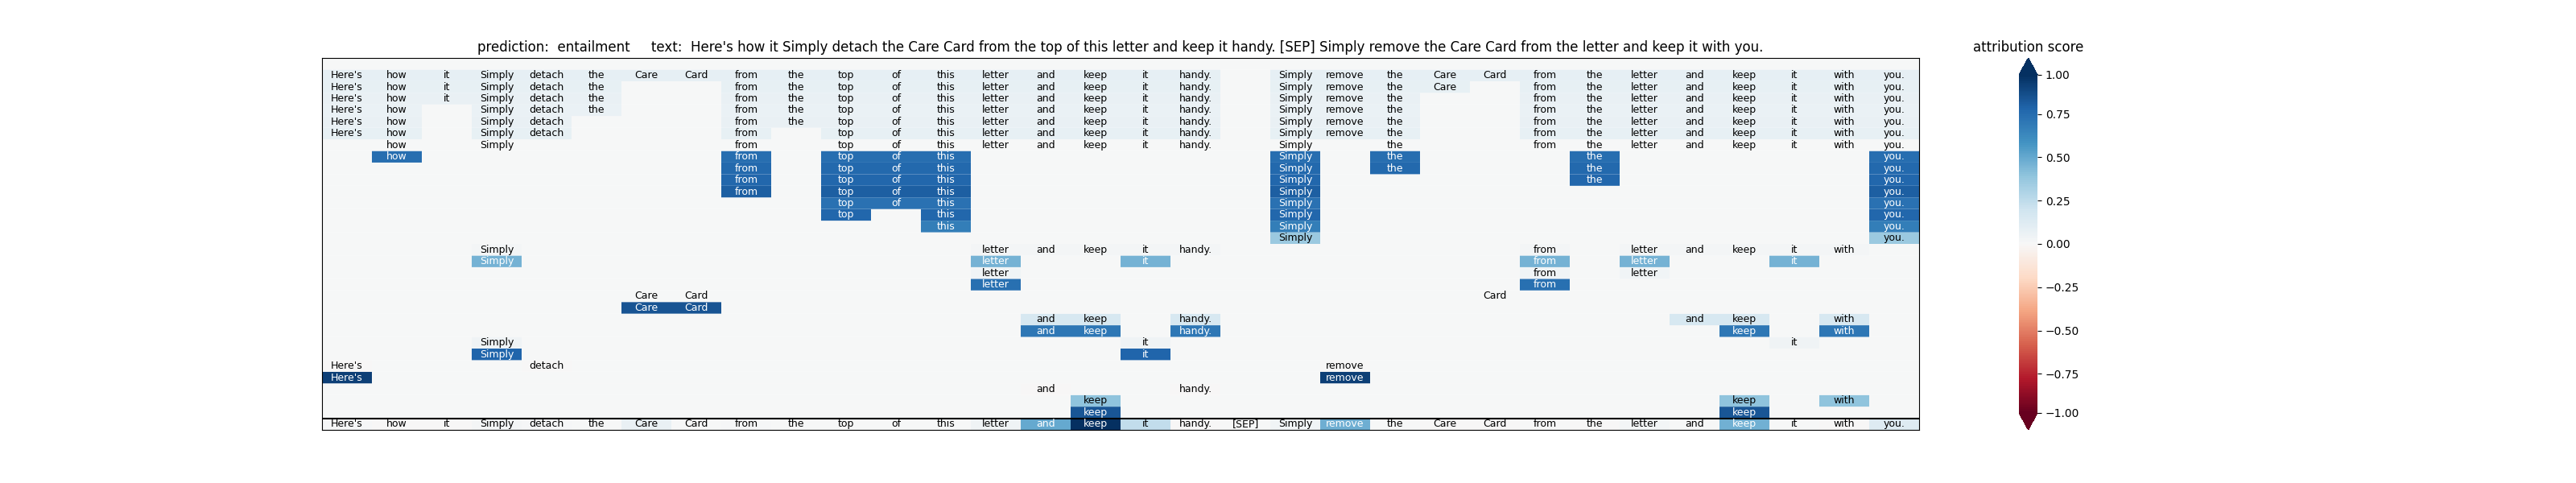 prediction: entailment text: Here's how it Simply detach the Care Card from the top of this letter and keep it handy. [SEP] Simply remove the Care Card from the letter and keep it with you.
attribution score
Here's how it Simply detach the Care Card from the top of this letter and keep it handy. Simply remove the Care Card from the letter and keep it with you.
Here's how it Simply detach the from the top of this letter and keep it handy. Simply remove the Care from the letter and keep it with you.
Here's how it Simply detach the from the top of this letter and keep it handy. Simply remove the from the letter and keep it with you.
Here's how Simply detach the from the top of this letter and keep it handy. Simply remove the from the letter and keep it with you.
Here's how Simply detach from the top of this letter and keep it handy. Simply remove the from the letter and keep it with you.
Here's how Simply detach from top of this letter and keep it handy. Simply remove the from the letter and keep it with you.
how Simply from top of this letter and keep it handy. Simply the from the letter and keep it with you.
how from top of this Simply the the you.
from top of this Simply the the you.
from top of this Simply the you.
from top of this Simply you.
top of this Simply you.
top this Simply you.
this Simply you.
Simply you.
Simply letter and keep it handy. from letter and keep it with
Simply letter it from letter it
letter from letter
letter from
Care Card Card
Care Card
and keep handy. and keep with
and keep handy. keep with
Simply it it
Simply it
Here's detach remove
Here's remove
and handy.
keep keep with
keep keep
Here's how it Simply detach the Care Card from the top of this letter and keep it handy. [SEP] Simply remove the Care Card from the letter and keep it with you.
1.00
0.75
0.50
0.25
0.00
−0.25
−0.50
−0.75
−1.00